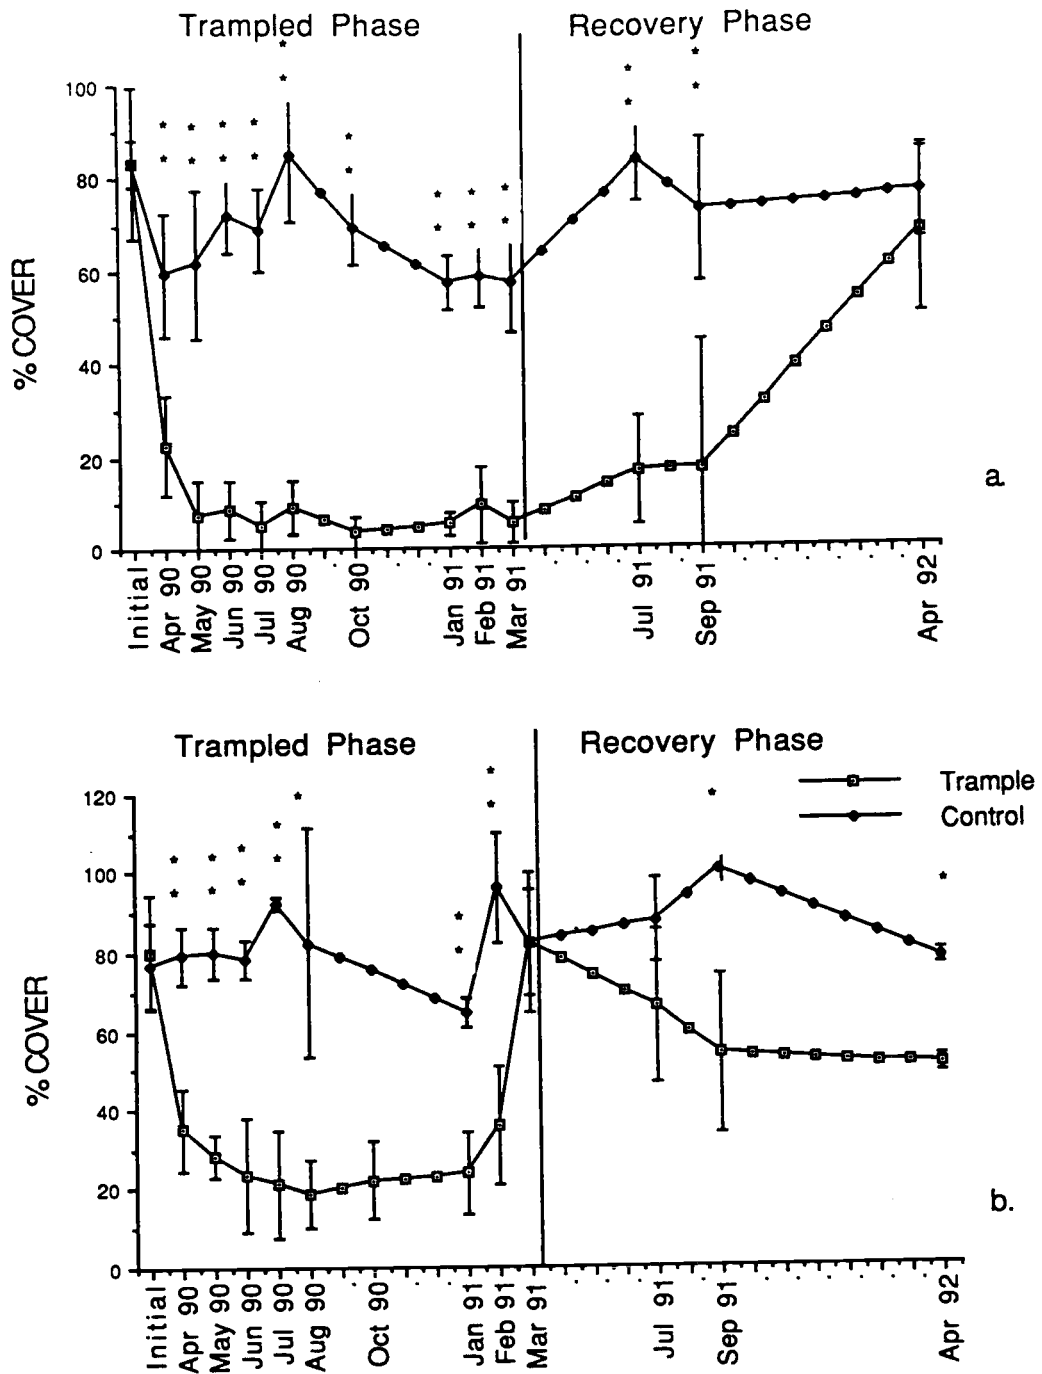 Trampled Phase Recovery Phase
* * * * * * * * * * * * * * * * * * * * * * * *
100
80
60
40
20
0
% COVER
Initial
Apr 90
May 90
Jun 90
Jul 90
Aug 90
Oct 90
Jan 91
Feb 91
Mar 91
Jul 91
Sep 91
Apr 92
a.
Trampled Phase Recovery Phase
Trample
Control
* * * * * * * * * * * * * * *
120
100
80
60
40
20
0
% COVER
Initial
Apr 90
May 90
Jun 90
Jul 90
Aug 90
Oct 90
Jan 91
Feb 91
Mar 91
Jul 91
Sep 91
Apr 92
b.